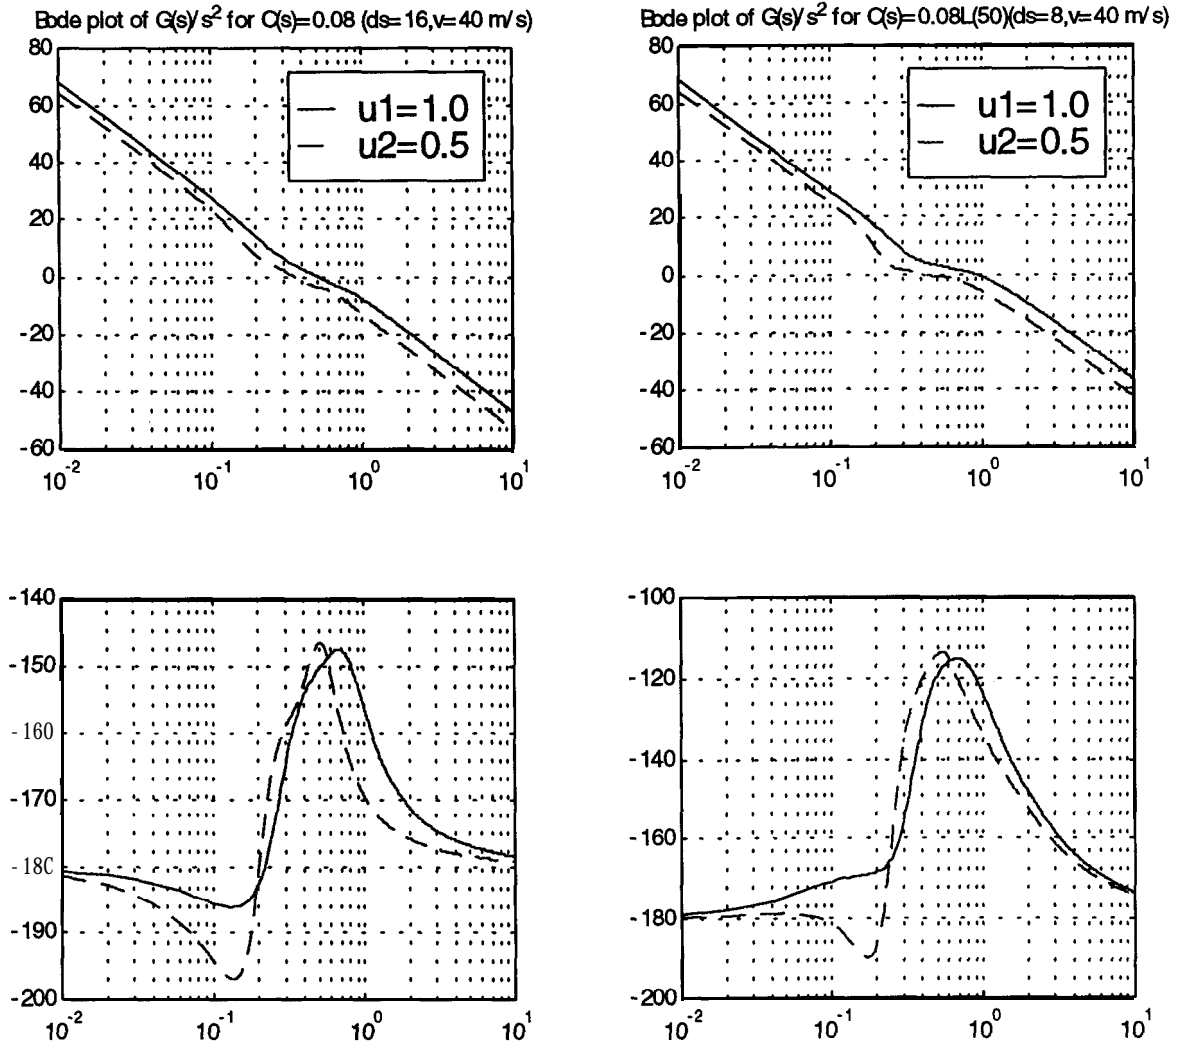 Bode plot of G(s)/s² for C(s)=0.08 (ds=16,v=40 m/s)
80
60
40
20
0
-20
-40
-60
10⁻² 10⁻¹ 10⁰ 10¹
u1=1.0
u2=0.5
Bode plot of G(s)/s² for C(s)=0.08L(50)(ds=8,v=40 m/s)
80
60
40
20
0
-20
-40
-60
10⁻² 10⁻¹ 10⁰ 10¹
u1=1.0
u2=0.5
-140
-150
-160
-170
-180
-190
-200
10⁻² 10⁻¹ 10⁰ 10¹
-100
-120
-140
-160
-180
-200
10⁻² 10⁻¹ 10⁰ 10¹